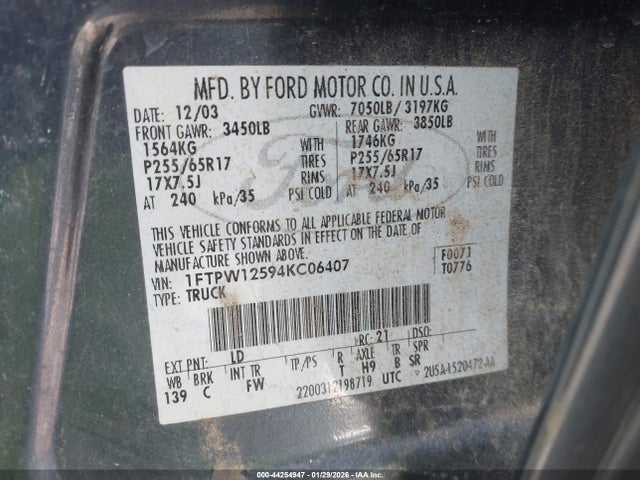 MFD. BY FORD MOTOR CO. IN U.S.A.
DATE: 12/03 GVWR: 7050LB/ 3197KG
FRONT GAWR: 3450LB REAR GAWR: 3850LB
1564KG WITH 1746KG WITH
P255/65R17 TIRES P255/65R17 TIRES
17X7.5J RIMS 17X7.5J RIMS
AT 240 kPa/35 PSI COLD AT 240 kPa/35 PSI COLD
Ford
THIS VEHICLE CONFORMS TO ALL APPLICABLE FEDERAL MOTOR
VEHICLE SAFETY STANDARDS IN EFFECT ON THE DATE OF
MANUFACTURE SHOWN ABOVE.
VIN: 1FTPW12594KC06407 F0071
TYPE: TRUCK T0776
RC: 21 DSO:
EXT PNT: LD
WB BRK INT TR TP/PS R AXLE TR SPR
139 C FW T H9 B SR
2200312198719 UTC 2U5A-1520472-AA
000-44254947 - 01/29/2026 - IAA Inc.